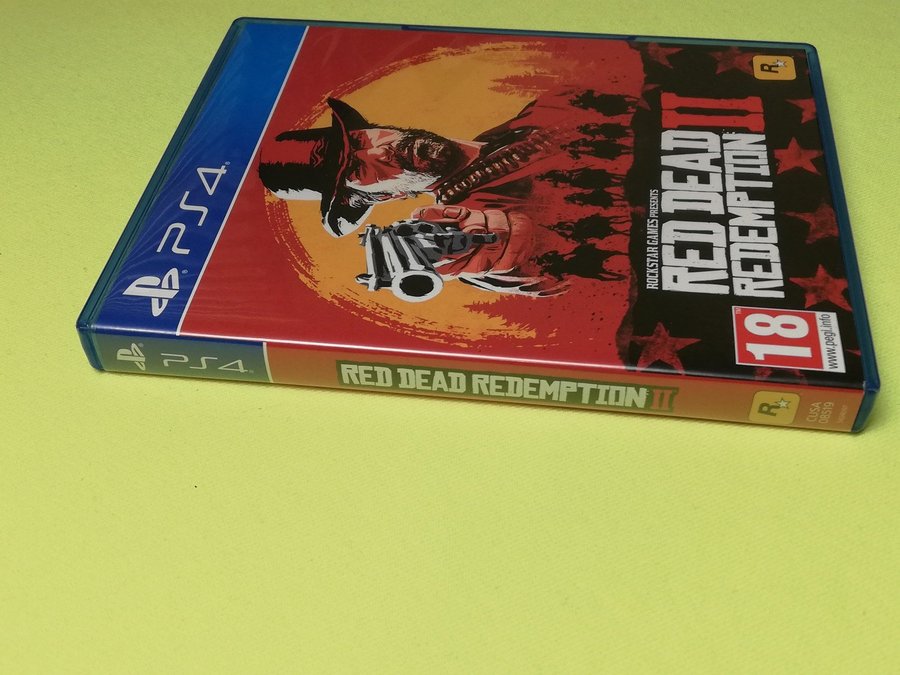 PS4
ROCKSTAR GAMES PRESENTS
RED DEAD
REDEMPTION II
18
www.pegi.info
R
PS4
RED DEAD REDEMPTION II
R
CUSA
08519